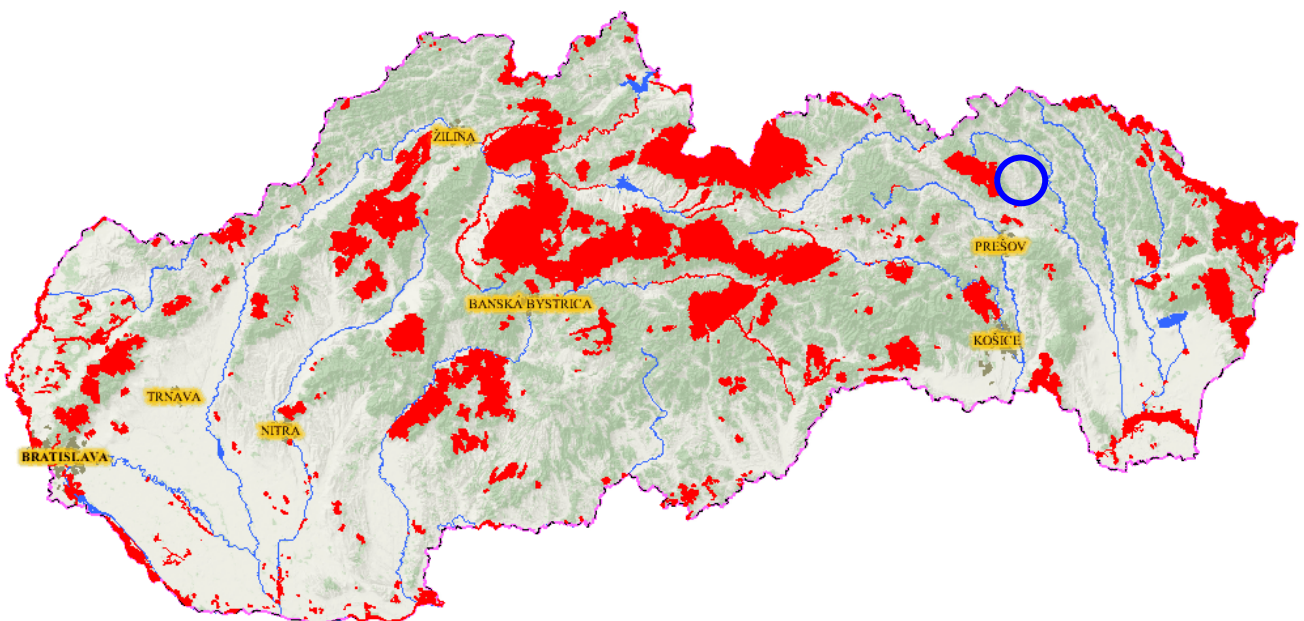 ŽILINA
PREŠOV
BANSKÁ BYSTRICA
KOŠICE
TRNAVA
NITRA
BRATISLAVA